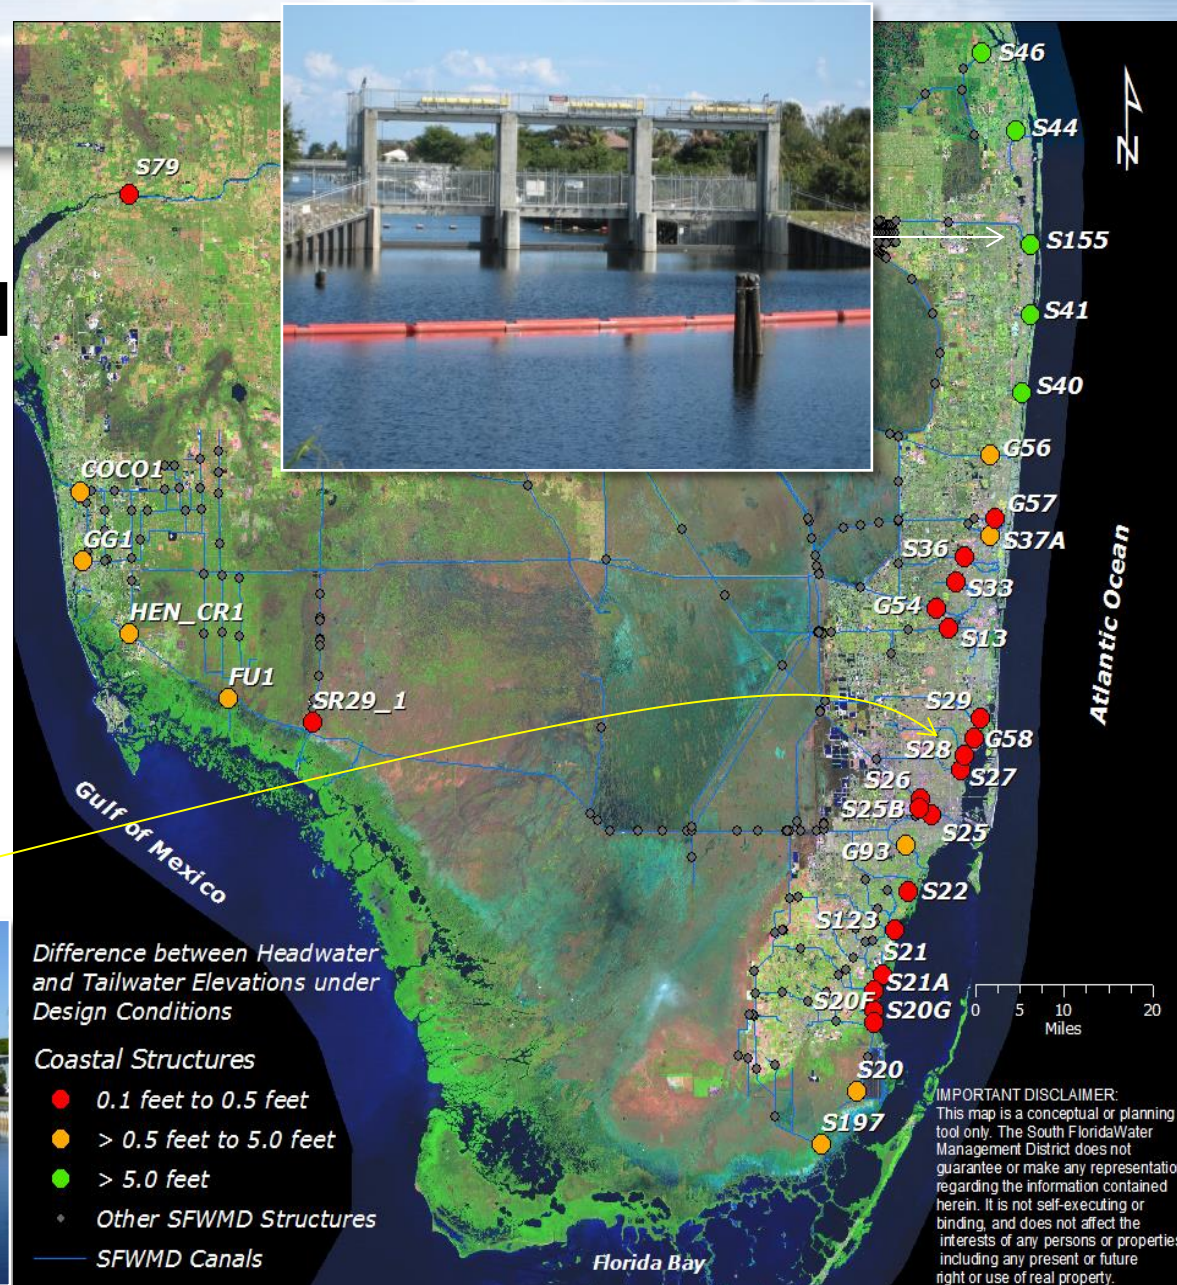 S46
S44
S79
S155
S41
S40
G56
COCO1
G57
S37A
GG1
S36
S33
G54
HEN_CR1
S13
FU1
S29
SR29_1
G58
S28
S27
S26
S25B
S25
G93
S22
S123
S21
S21A
S20F
S20G
S20
S197
Atlantic Ocean
Gulf of Mexico
Florida Bay
N
0 5 10 20
Miles
Difference between Headwater
and Tailwater Elevations under
Design Conditions
Coastal Structures
0.1 feet to 0.5 feet
> 0.5 feet to 5.0 feet
> 5.0 feet
Other SFWMD Structures
SFWMD Canals
IMPORTANT DISCLAIMER:
This map is a conceptual or planning
tool only. The South FloridaWater
Management District does not
guarantee or make any representatio
regarding the information contained
herein. It is not self-executing or
binding, and does not affect the
interests of any persons or properties
including any present or future
right or use of real property.